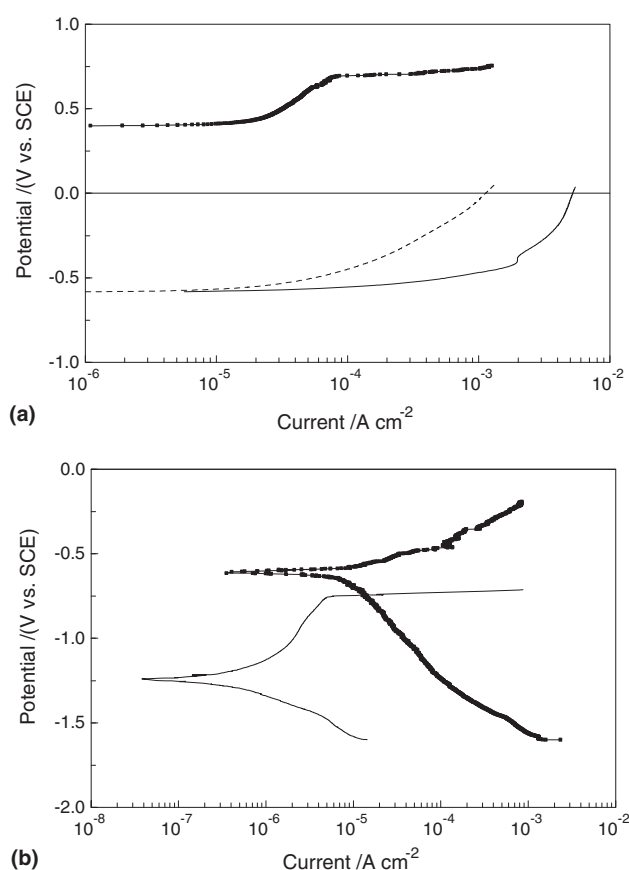 1.0
0.5
0.0
-0.5
-1.0
Potential /(V vs. SCE)
10-6 10-5 10-4 10-3 10-2
(a)
Current /A cm-2
0.0
-0.5
-1.0
-1.5
-2.0
Potential /(V vs. SCE)
10-8 10-7 10-6 10-5 10-4 10-3 10-2
(b)
Current /A cm-2